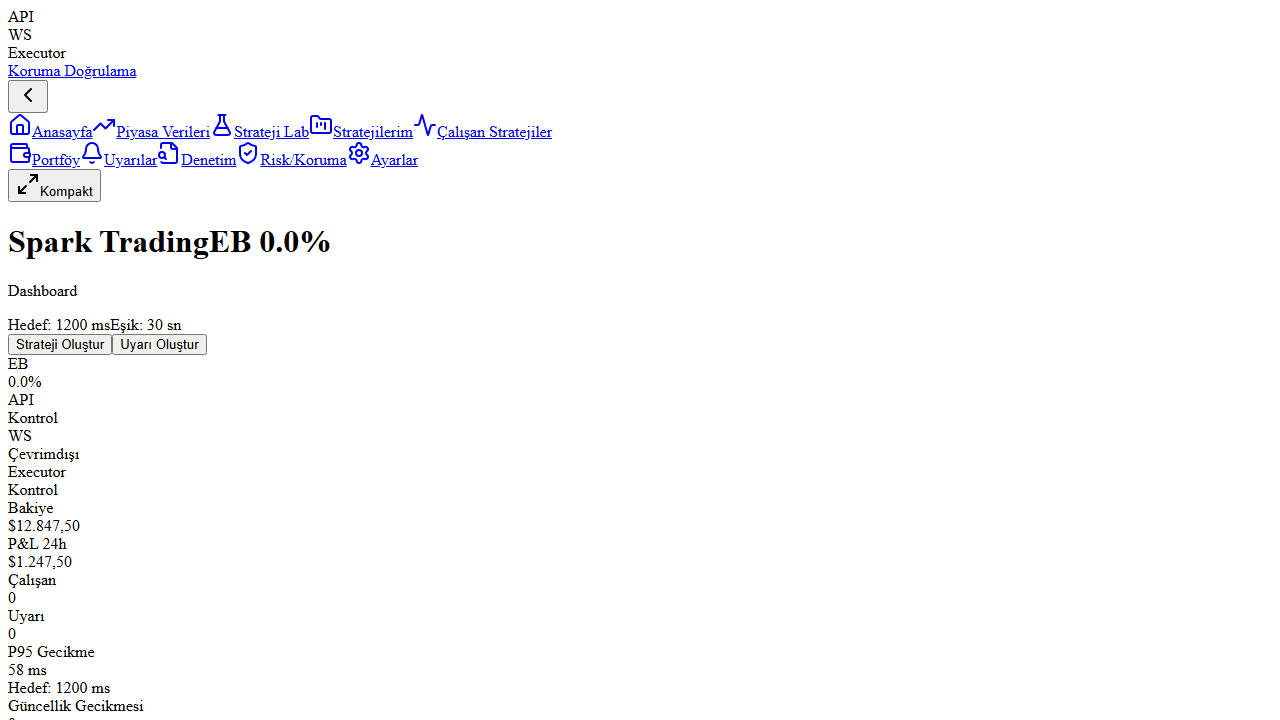 API
WS
Executor
Koruma Doğrulama
Anasayfa Piyasa Verileri Strateji Lab Stratejilerim Çalışan Stratejiler
Portföy Uyarılar Denetim Risk/Koruma Ayarlar
Kompakt
Spark TradingEB 0.0%
Dashboard
Hedef: 1200 msEşik: 30 sn
Strateji Oluştur Uyarı Oluştur
EB
0.0%
API
Kontrol
WS
Çevrimdışı
Executor
Kontrol
Bakiye
$12.847,50
P&L 24h
$1.247,50
Çalışan
0
Uyarı
0
P95 Gecikme
58 ms
Hedef: 1200 ms
Güncellik Gecikmesi